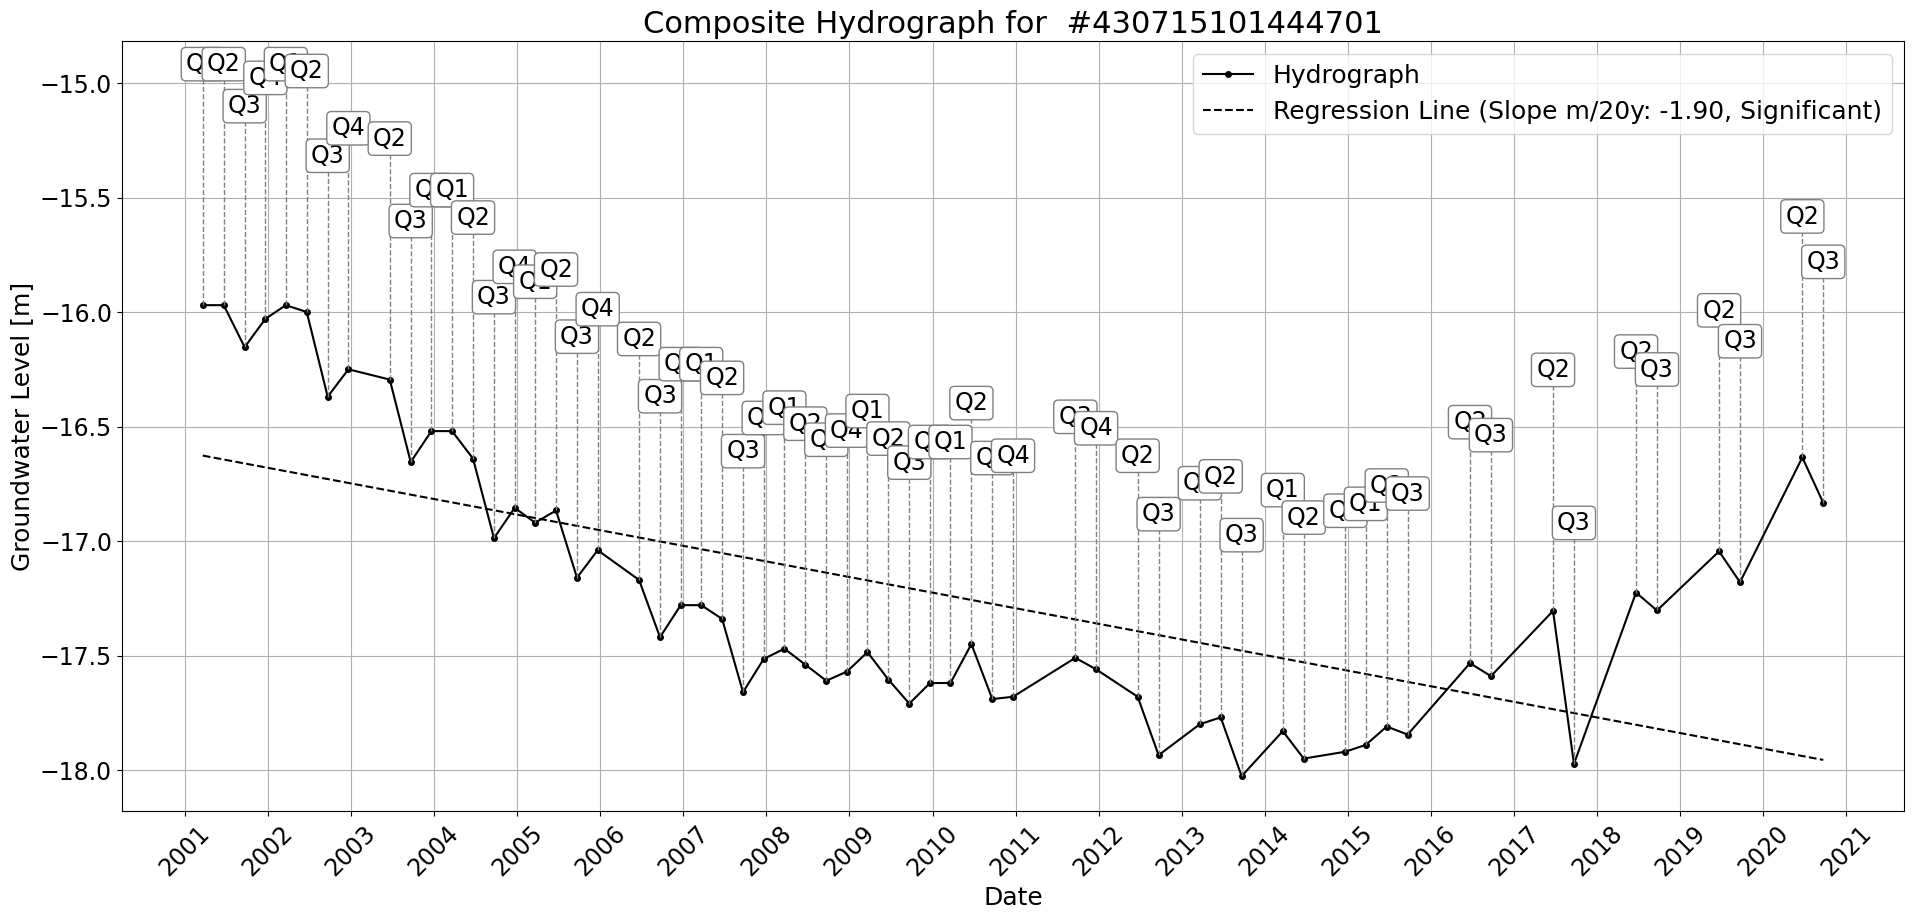 Composite Hydrograph for #430715101444701
Hydrograph
Regression Line (Slope m/20y: -1.90, Significant)
Groundwater Level [m]
−15.0
−15.5
−16.0
−16.5
−17.0
−17.5
−18.0
Q2
Q3
Q2
Q3
Q4
Q2
Q3
Q1
Q2
Q3
Q4
Q2
Q3
Q4
Q2
Q3
Q1
Q2
Q3
Q1
Q4
Q1
Q2
Q3
Q1
Q2
Q4
Q4
Q2
Q3
Q2
Q3
Q1
Q2
Q1
Q3
Q3
Q2
Q3
Q2
Q3
Q2
Q3
Q2
Q3
2001 2002 2003 2004 2005 2006 2007 2008 2009 2010 2011 2012 2013 2014 2015 2016 2017 2018 2019 2020 2021
Date